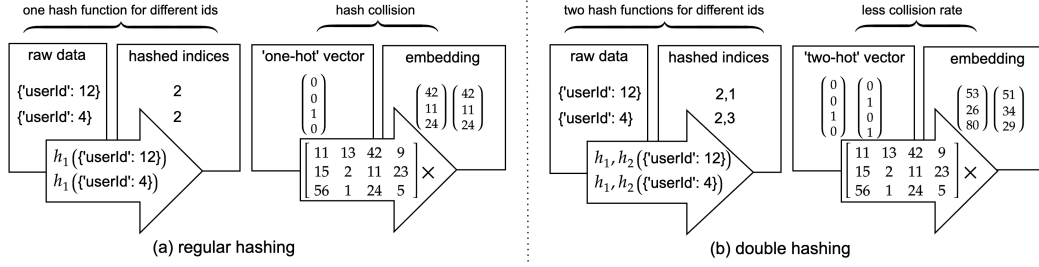 one hash function for different ids
hash collision
raw data
hashed indices
'one-hot' vector
embedding
{'userId': 12}
2
{'userId': 4}
2
0
0
1
0
42 42
11 11
24 24
h₁({'userId': 12})
h₁({'userId': 4})
11 13 42 9
15 2 11 23
56 1 24 5
×
(a) regular hashing
two hash functions for different ids
less collision rate
raw data
hashed indices
'two-hot' vector
embedding
{'userId': 12}
2,1
{'userId': 4}
2,3
0 0
0 1
1 0
0 1
53 51
26 34
80 29
h₁, h₂({'userId': 12})
h₁, h₂({'userId': 4})
11 13 42 9
15 2 11 23
56 1 24 5
×
(b) double hashing